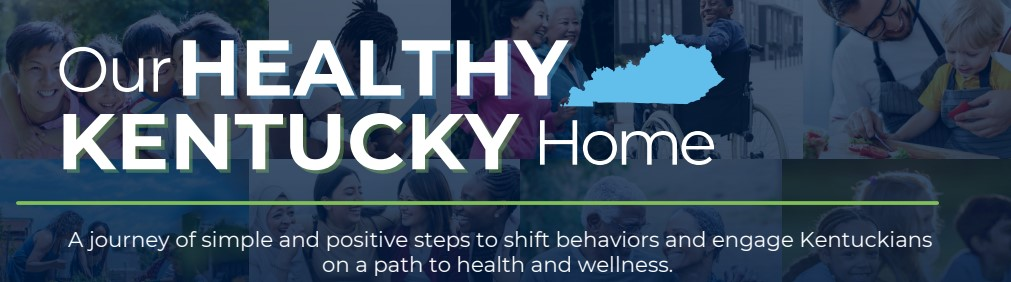 Our HEALTHY
KENTUCKY Home
A journey of simple and positive steps to shift behaviors and engage Kentuckians
on a path to health and wellness.